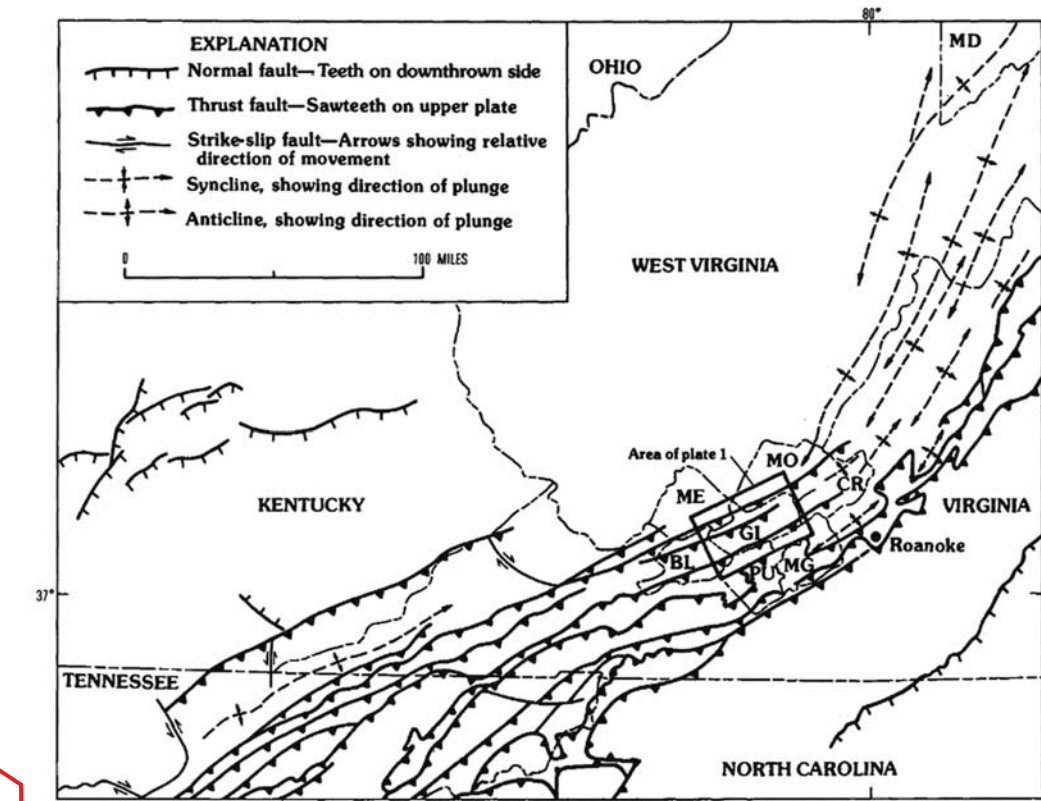 80°
EXPLANATION
Normal fault—Teeth on downthrown side
Thrust fault—Sawteeth on upper plate
Strike-slip fault—Arrows showing relative
direction of movement
Syncline, showing direction of plunge
Anticline, showing direction of plunge
0 100 MILES
OHIO
MD
WEST VIRGINIA
Area of plate 1
MO
ME
CR
KENTUCKY
VIRGINIA
GI
Roanoke
BL
PU
MG
37°
TENNESSEE
NORTH CAROLINA